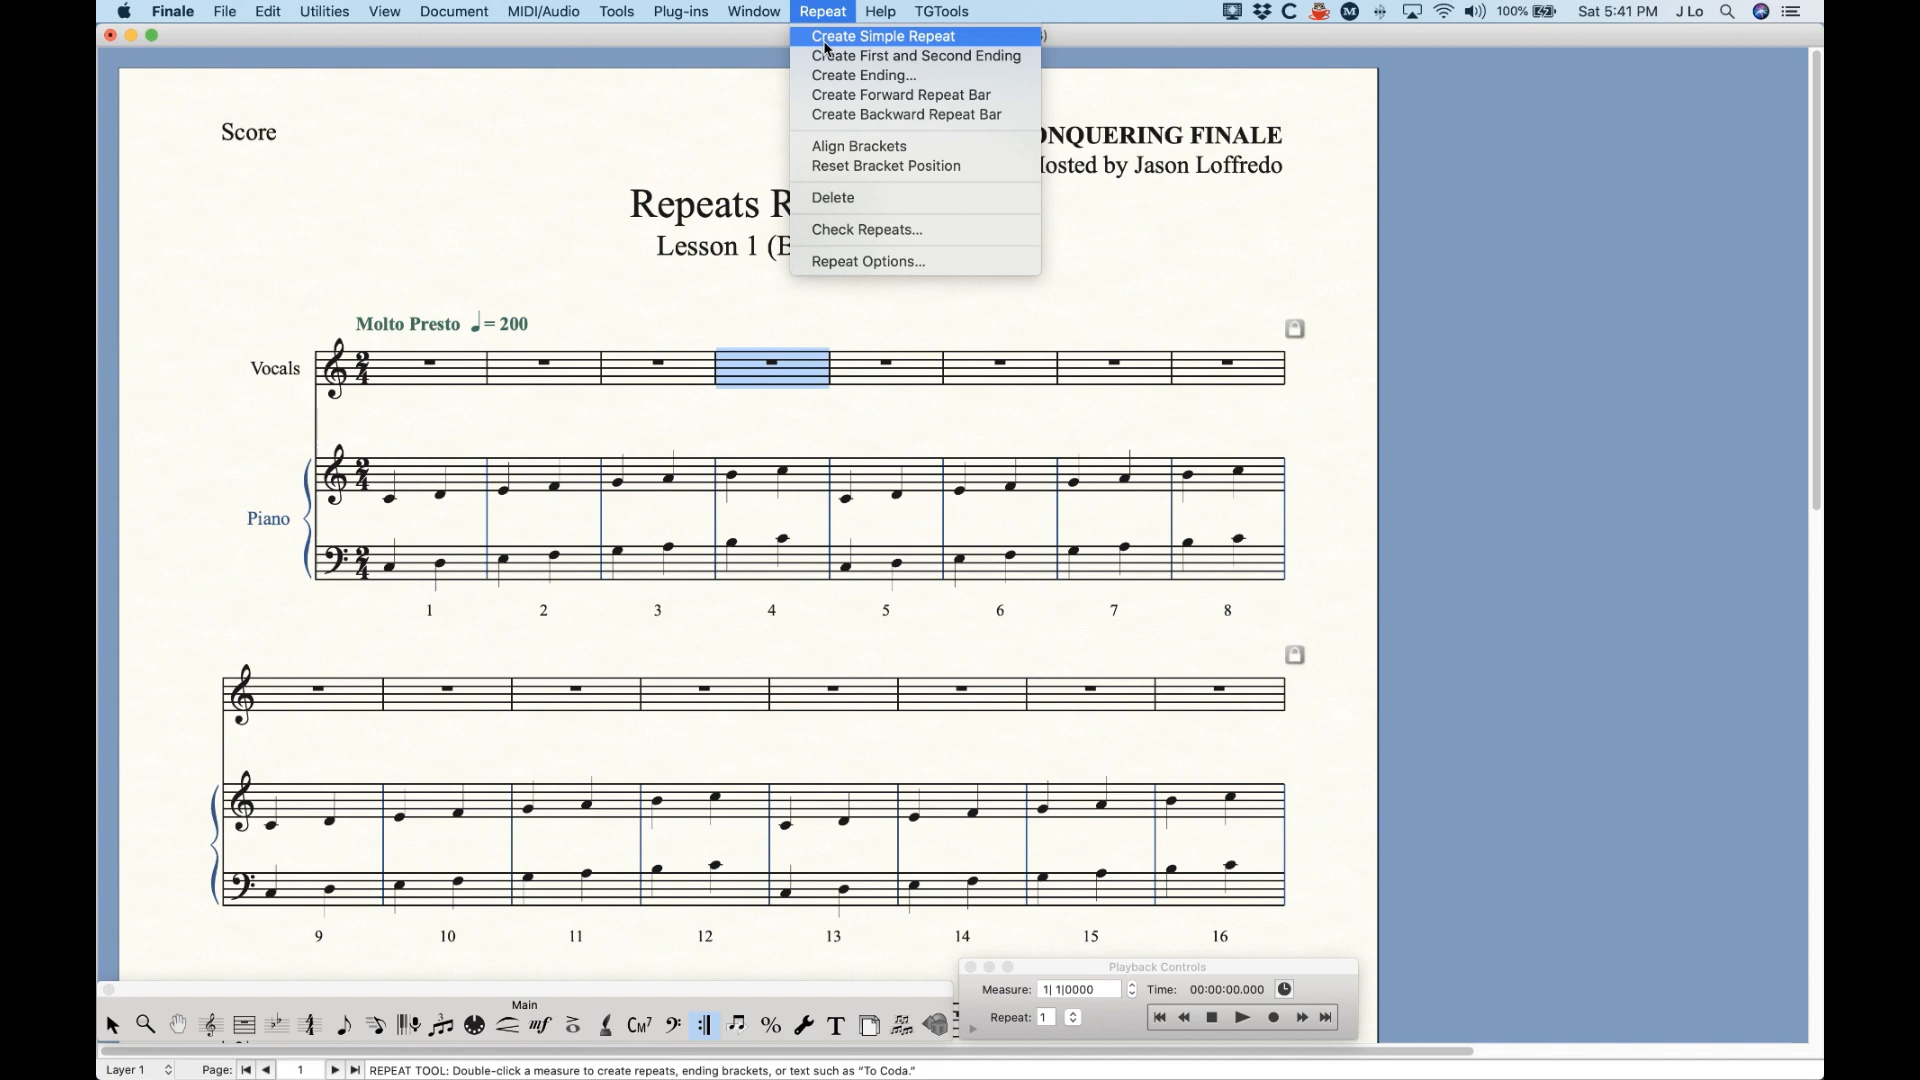 Finale File Edit Utilities View Document MIDI/Audio Tools Plug-ins Window Repeat Help TGTools 100% Sat 5:41 PM J Lo
Create Simple Repeat
Create First and Second Ending
Create Ending...
Create Forward Repeat Bar
Create Backward Repeat Bar
Align Brackets
Reset Bracket Position
Delete
Check Repeats...
Repeat Options...
Score
ONQUERING FINALE
osted by Jason Loffredo
Repeats R
Lesson 1 (
Molto Presto ♩= 200
Vocals
Piano
1 2 3 4 5 6 7 8
9 10 11 12 13 14 15 16
Playback Controls
Measure: 1| 1|0000 Time: 00:00:00.000
Repeat: 1
Main
CM7 mf % T
Layer 1 Page: 1 REPEAT TOOL: Double-click a measure to create repeats, ending brackets, or text such as “To Coda.”